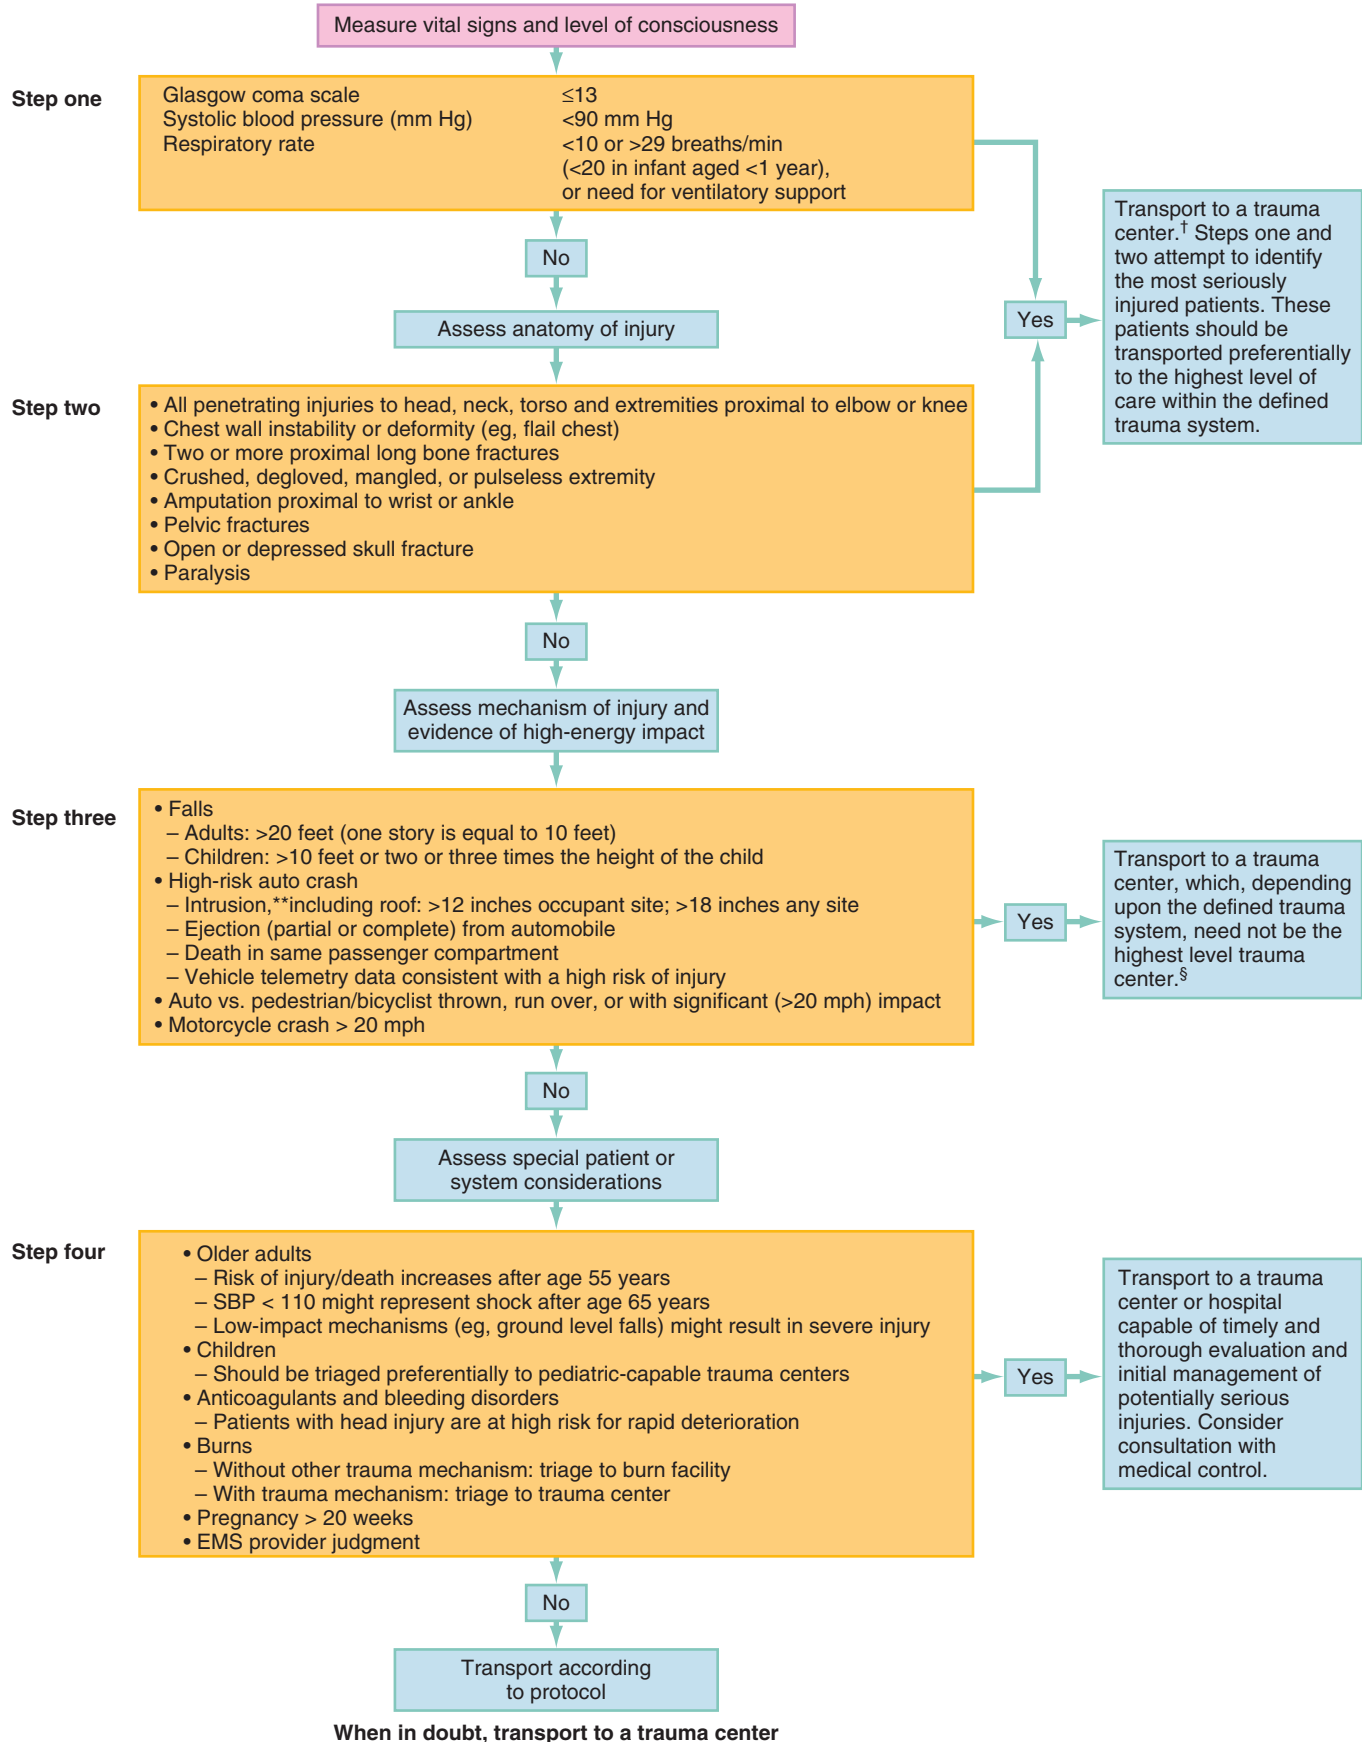 Measure vital signs and level of consciousness
Step one
Glasgow coma scale ≤13
Systolic blood pressure (mm Hg) <90 mm Hg
Respiratory rate <10 or >29 breaths/min
(<20 in infant aged <1 year),
or need for ventilatory support
Yes
Transport to a trauma
center.† Steps one and
two attempt to identify
the most seriously
injured patients. These
patients should be
transported preferentially
to the highest level of
care within the defined
trauma system.
No
Assess anatomy of injury
Step two
• All penetrating injuries to head, neck, torso and extremities proximal to elbow or knee
• Chest wall instability or deformity (eg, flail chest)
• Two or more proximal long bone fractures
• Crushed, degloved, mangled, or pulseless extremity
• Amputation proximal to wrist or ankle
• Pelvic fractures
• Open or depressed skull fracture
• Paralysis
No
Assess mechanism of injury and
evidence of high-energy impact
Step three
• Falls
– Adults: >20 feet (one story is equal to 10 feet)
– Children: >10 feet or two or three times the height of the child
• High-risk auto crash
– Intrusion,**including roof: >12 inches occupant site; >18 inches any site
– Ejection (partial or complete) from automobile
– Death in same passenger compartment
– Vehicle telemetry data consistent with a high risk of injury
• Auto vs. pedestrian/bicyclist thrown, run over, or with significant (>20 mph) impact
• Motorcycle crash > 20 mph
Yes
Transport to a trauma
center, which, depending
upon the defined trauma
system, need not be the
highest level trauma
center.§
No
Assess special patient or
system considerations
Step four
• Older adults
– Risk of injury/death increases after age 55 years
– SBP < 110 might represent shock after age 65 years
– Low-impact mechanisms (eg, ground level falls) might result in severe injury
• Children
– Should be triaged preferentially to pediatric-capable trauma centers
• Anticoagulants and bleeding disorders
– Patients with head injury are at high risk for rapid deterioration
• Burns
– Without other trauma mechanism: triage to burn facility
– With trauma mechanism: triage to trauma center
• Pregnancy > 20 weeks
• EMS provider judgment
Yes
Transport to a trauma
center or hospital
capable of timely and
thorough evaluation and
initial management of
potentially serious
injuries. Consider
consultation with
medical control.
No
Transport according
to protocol
When in doubt, transport to a trauma center